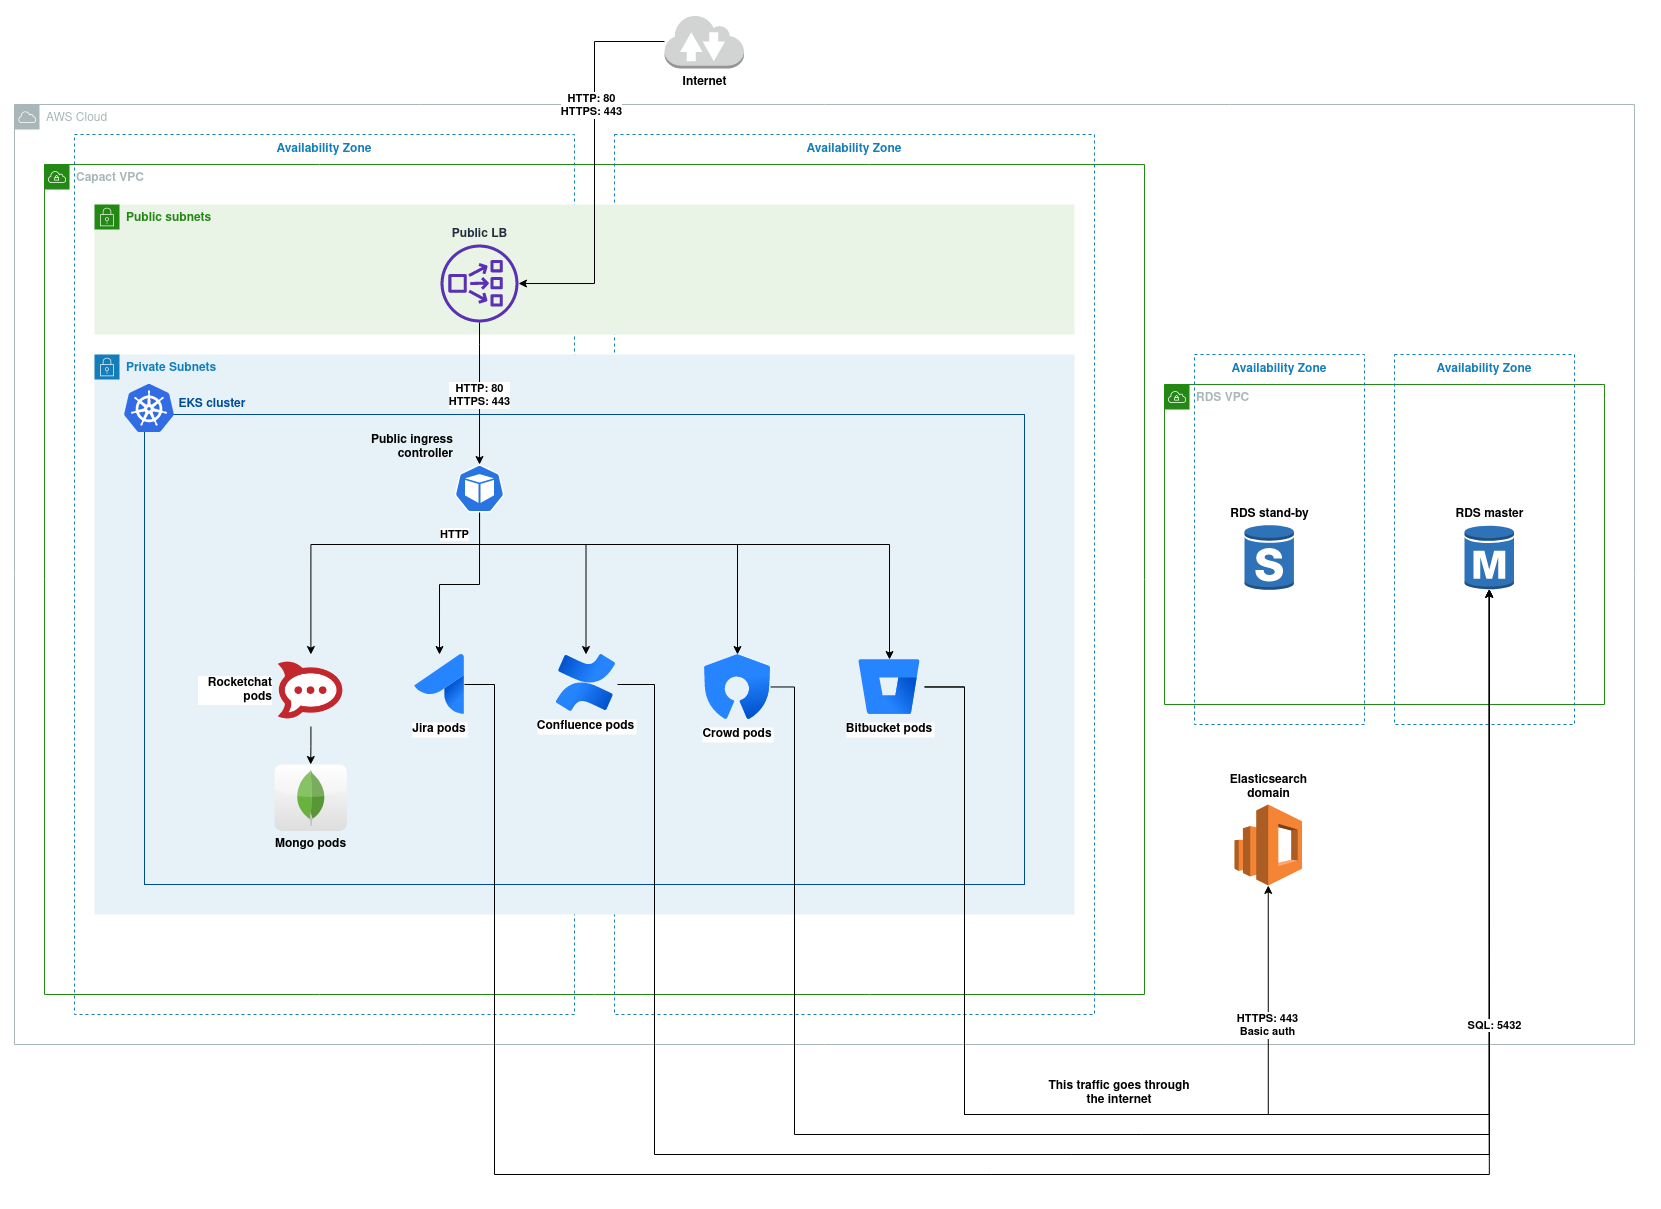 Internet
HTTP: 80
HTTPS: 443
AWS Cloud
Availability Zone
Availability Zone
Capact VPC
Public subnets
Public LB
Private Subnets
HTTP: 80
HTTPS: 443
EKS cluster
Public ingress
controller
HTTP
Rocketchat
pods
Jira pods
Confluence pods
Crowd pods
Bitbucket pods
Mongo pods
Availability Zone
Availability Zone
RDS VPC
RDS stand-by
S
RDS master
M
Elasticsearch
domain
HTTPS: 443
Basic auth
SQL: 5432
This traffic goes through
the internet